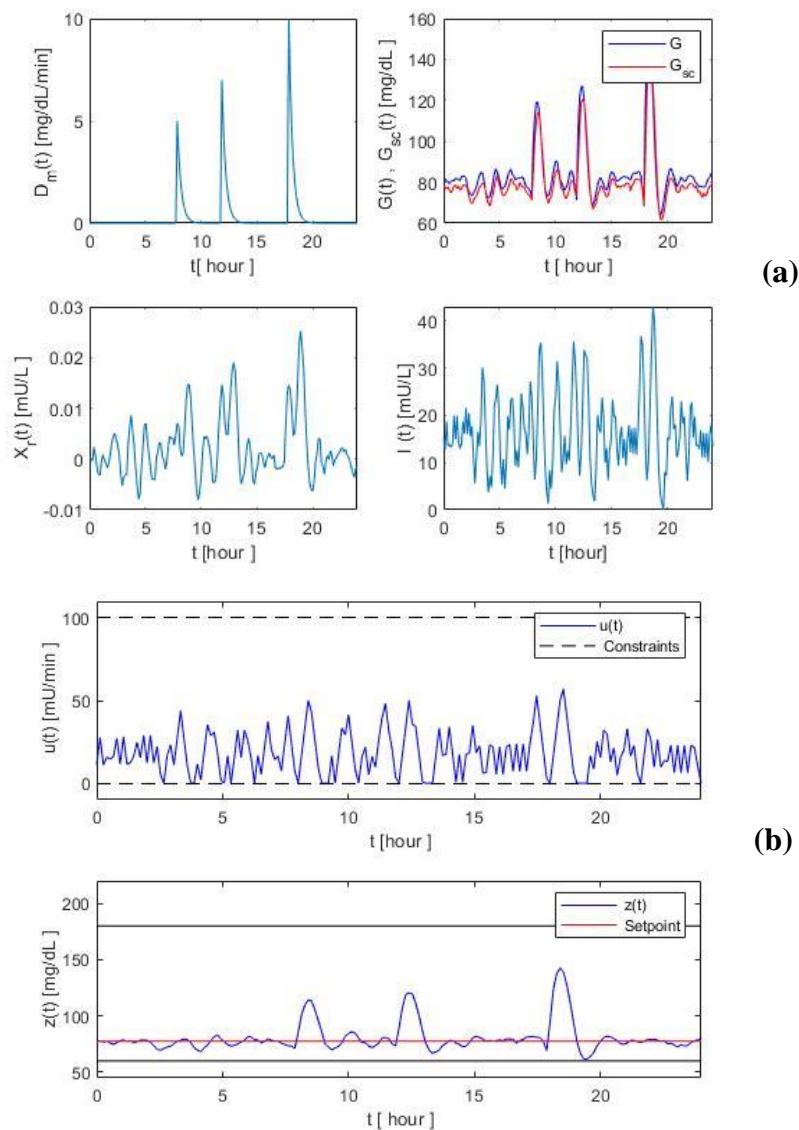 D_m(t) [mg/dL/min]
10
5
0
0 5 10 15 20
t[ hour ]
G(t) , G_sc(t) [mg/dL]
160
140
120
100
80
60
G
G_sc
0 5 10 15 20
t [ hour ]
(a)
X_r(t) [mU/L ]
0.03
0.02
0.01
0
-0.01
0 5 10 15 20
t [hour ]
I (t) [mU/L]
40
30
20
10
0
0 5 10 15 20
t [hour]
u(t) [mU/min ]
100
50
0
u(t)
Constraints
0 5 10 15 20
t [hour ]
(b)
z(t) [mg/dL]
200
150
100
50
z(t)
Setpoint
0 5 10 15 20
t [ hour ]